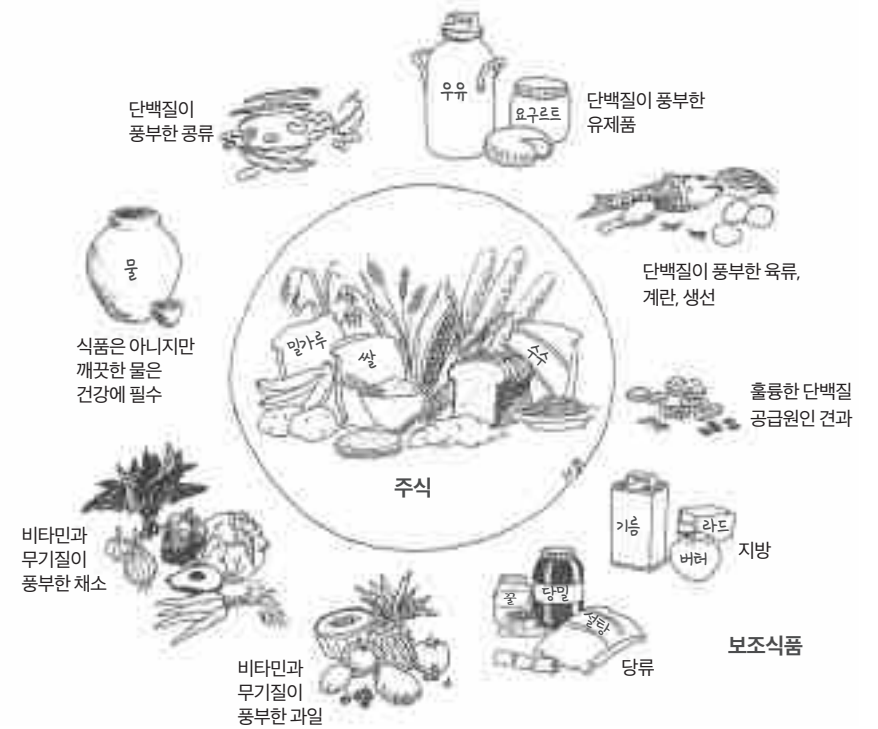 우유
요구르트
단백질이 풍부한
유제품
단백질이
풍부한 콩류
단백질이 풍부한 육류,
계란, 생선
물
식품은 아니지만
깨끗한 물은
건강에 필수
밀가루
쌀
수수
주식
훌륭한 단백질
공급원인 견과
기름
라드
버터
지방
비타민과
무기질이
풍부한 채소
꿀
당밀
설탕
당류
보조식품
비타민과
무기질이
풍부한 과일